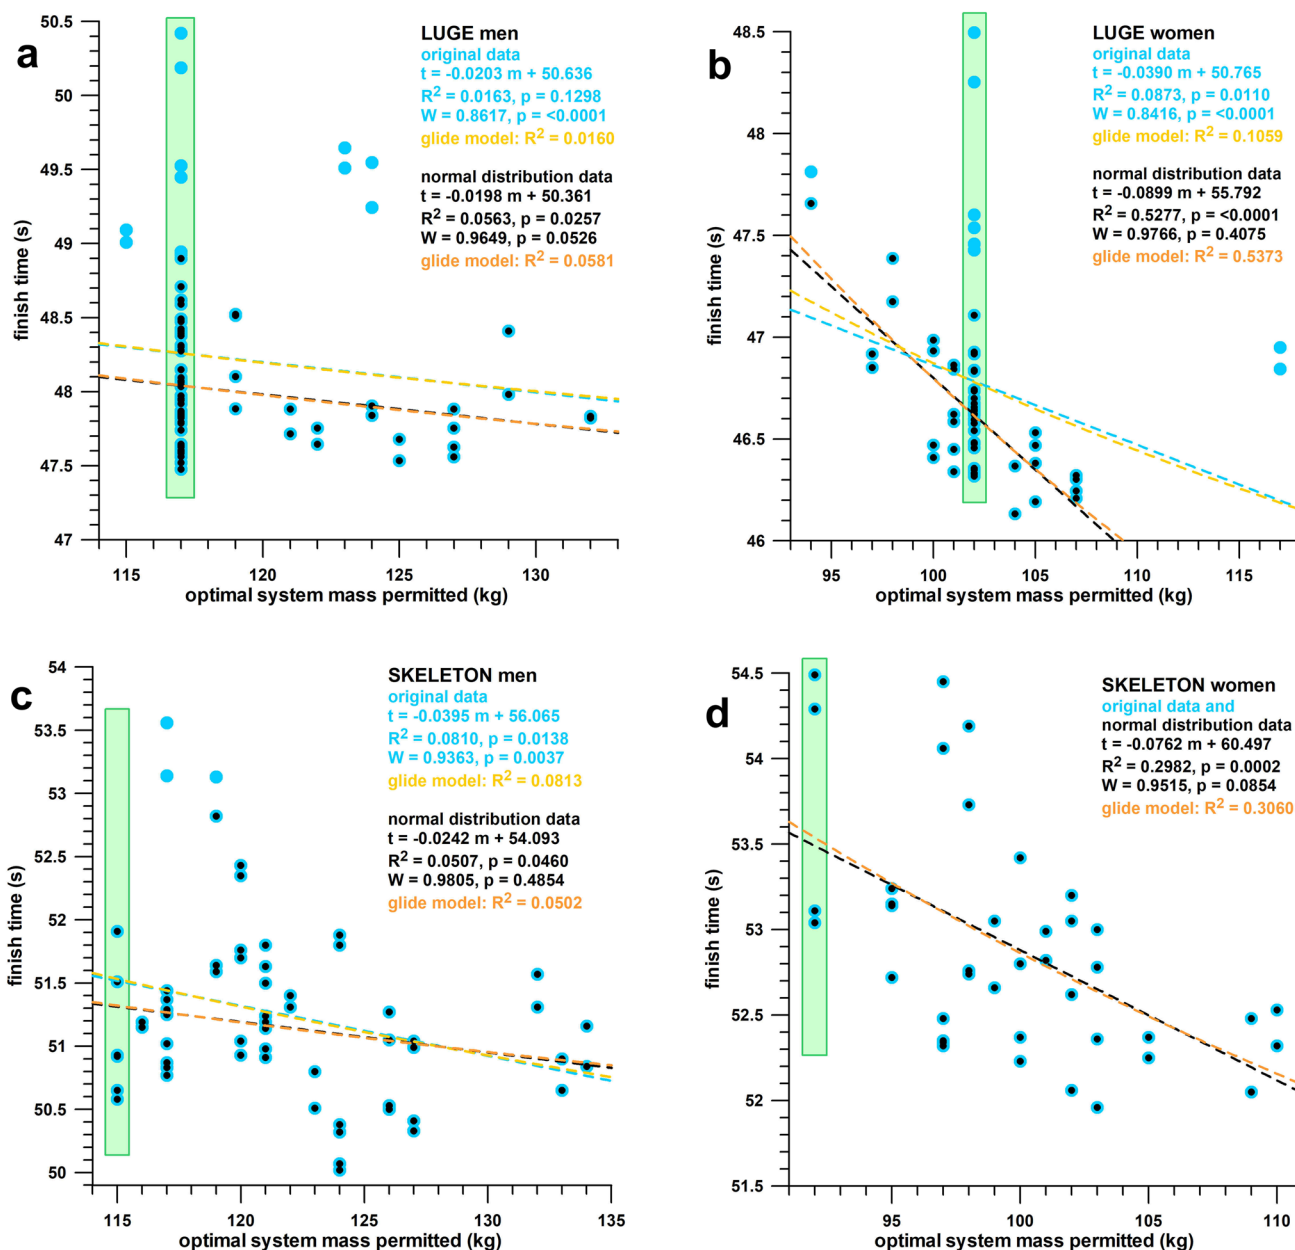 a
LUGE men
original data
t = -0.0203 m + 50.636
R2 = 0.0163, p = 0.1298
W = 0.8617, p = <0.0001
glide model: R2 = 0.0160
normal distribution data
t = -0.0198 m + 50.361
R2 = 0.0563, p = 0.0257
W = 0.9649, p = 0.0526
glide model: R2 = 0.0581
finish time (s)
50.5
50
49.5
49
48.5
48
47.5
47
115
120
125
130
optimal system mass permitted (kg)
b
LUGE women
original data
t = -0.0390 m + 50.765
R2 = 0.0873, p = 0.0110
W = 0.8416, p = <0.0001
glide model: R2 = 0.1059
normal distribution data
t = -0.0899 m + 55.792
R2 = 0.5277, p = <0.0001
W = 0.9766, p = 0.4075
glide model: R2 = 0.5373
finish time (s)
48.5
48
47.5
47
46.5
46
95
100
105
110
115
optimal system mass permitted (kg)
c
SKELETON men
original data
t = -0.0395 m + 56.065
R2 = 0.0810, p = 0.0138
W = 0.9363, p = 0.0037
glide model: R2 = 0.0813
normal distribution data
t = -0.0242 m + 54.093
R2 = 0.0507, p = 0.0460
W = 0.9805, p = 0.4854
glide model: R2 = 0.0502
finish time (s)
54
53.5
53
52.5
52
51.5
51
50.5
50
115
120
125
130
135
optimal system mass permitted (kg)
d
SKELETON women
original data and
normal distribution data
t = -0.0762 m + 60.497
R2 = 0.2982, p = 0.0002
W = 0.9515, p = 0.0854
glide model: R2 = 0.3060
finish time (s)
54.5
54
53.5
53
52.5
52
51.5
95
100
105
110
optimal system mass permitted (kg)